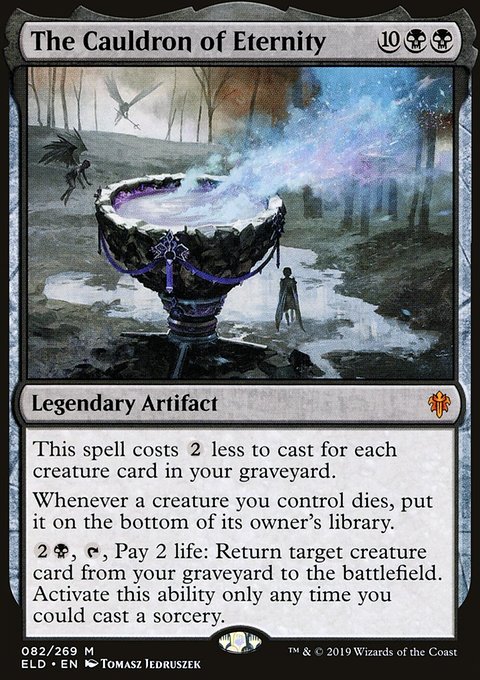 The Cauldron of Eternity 10
Legendary Artifact
This spell costs 2 less to cast for each
creature card in your graveyard.
Whenever a creature you control dies, put
it on the bottom of its owner's library.
2, , Pay 2 life: Return target creature
card from your graveyard to the battlefield.
Activate this ability only any time you
could cast a sorcery.
082/269 M
ELD • EN Tomasz Jedruszek
™ & © 2019 Wizards of the Coast